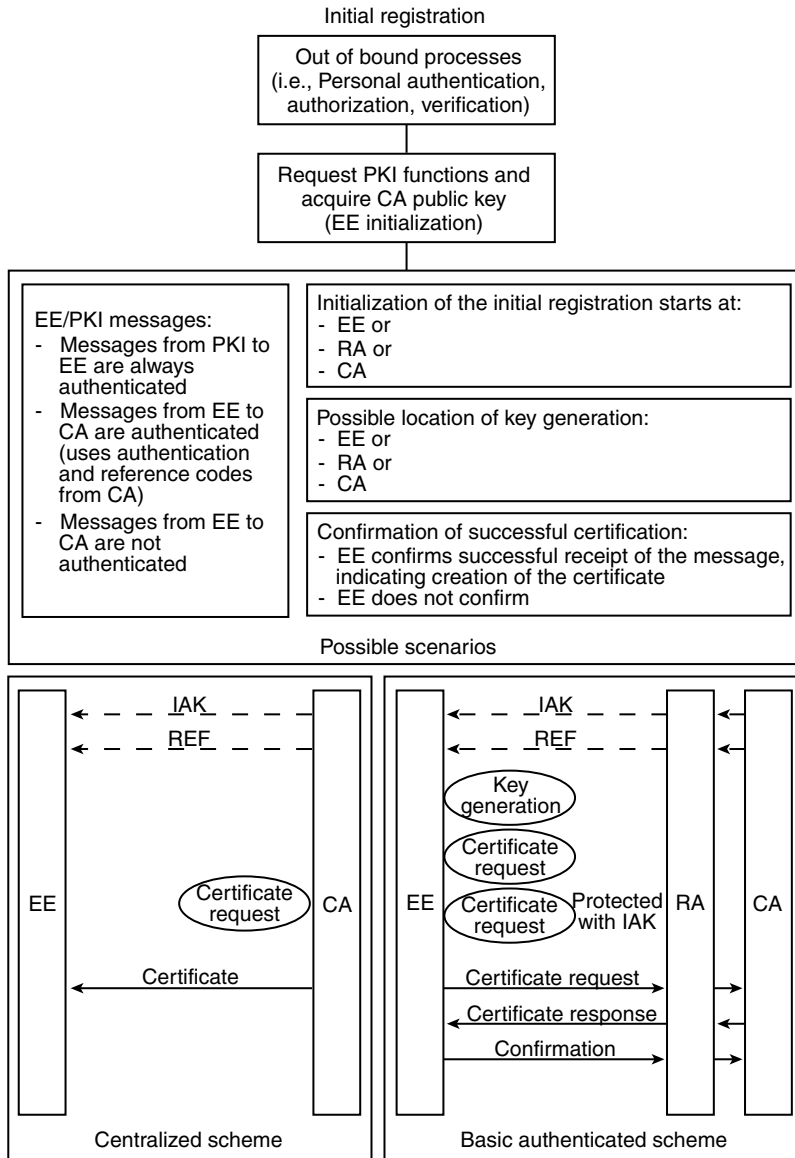 Initial registration
Out of bound processes
(i.e., Personal authentication,
authorization, verification)
Request PKI functions and
acquire CA public key
(EE initialization)
EE/PKI messages:
- Messages from PKI to
EE are always
authenticated
- Messages from EE to
CA are authenticated
(uses authentication
and reference codes
from CA)
- Messages from EE to
CA are not
authenticated
Initialization of the initial registration starts at:
- EE or
- RA or
- CA
Possible location of key generation:
- EE or
- RA or
- CA
Confirmation of successful certification:
- EE confirms successful receipt of the message,
indicating creation of the certificate
- EE does not confirm
Possible scenarios
IAK
REF
EE
Certificate
request
CA
Certificate
Centralized scheme
IAK
REF
Key
generation
Certificate
request
EE
Certificate
request
Protected
with IAK
RA
CA
Certificate request
Certificate response
Confirmation
Basic authenticated scheme